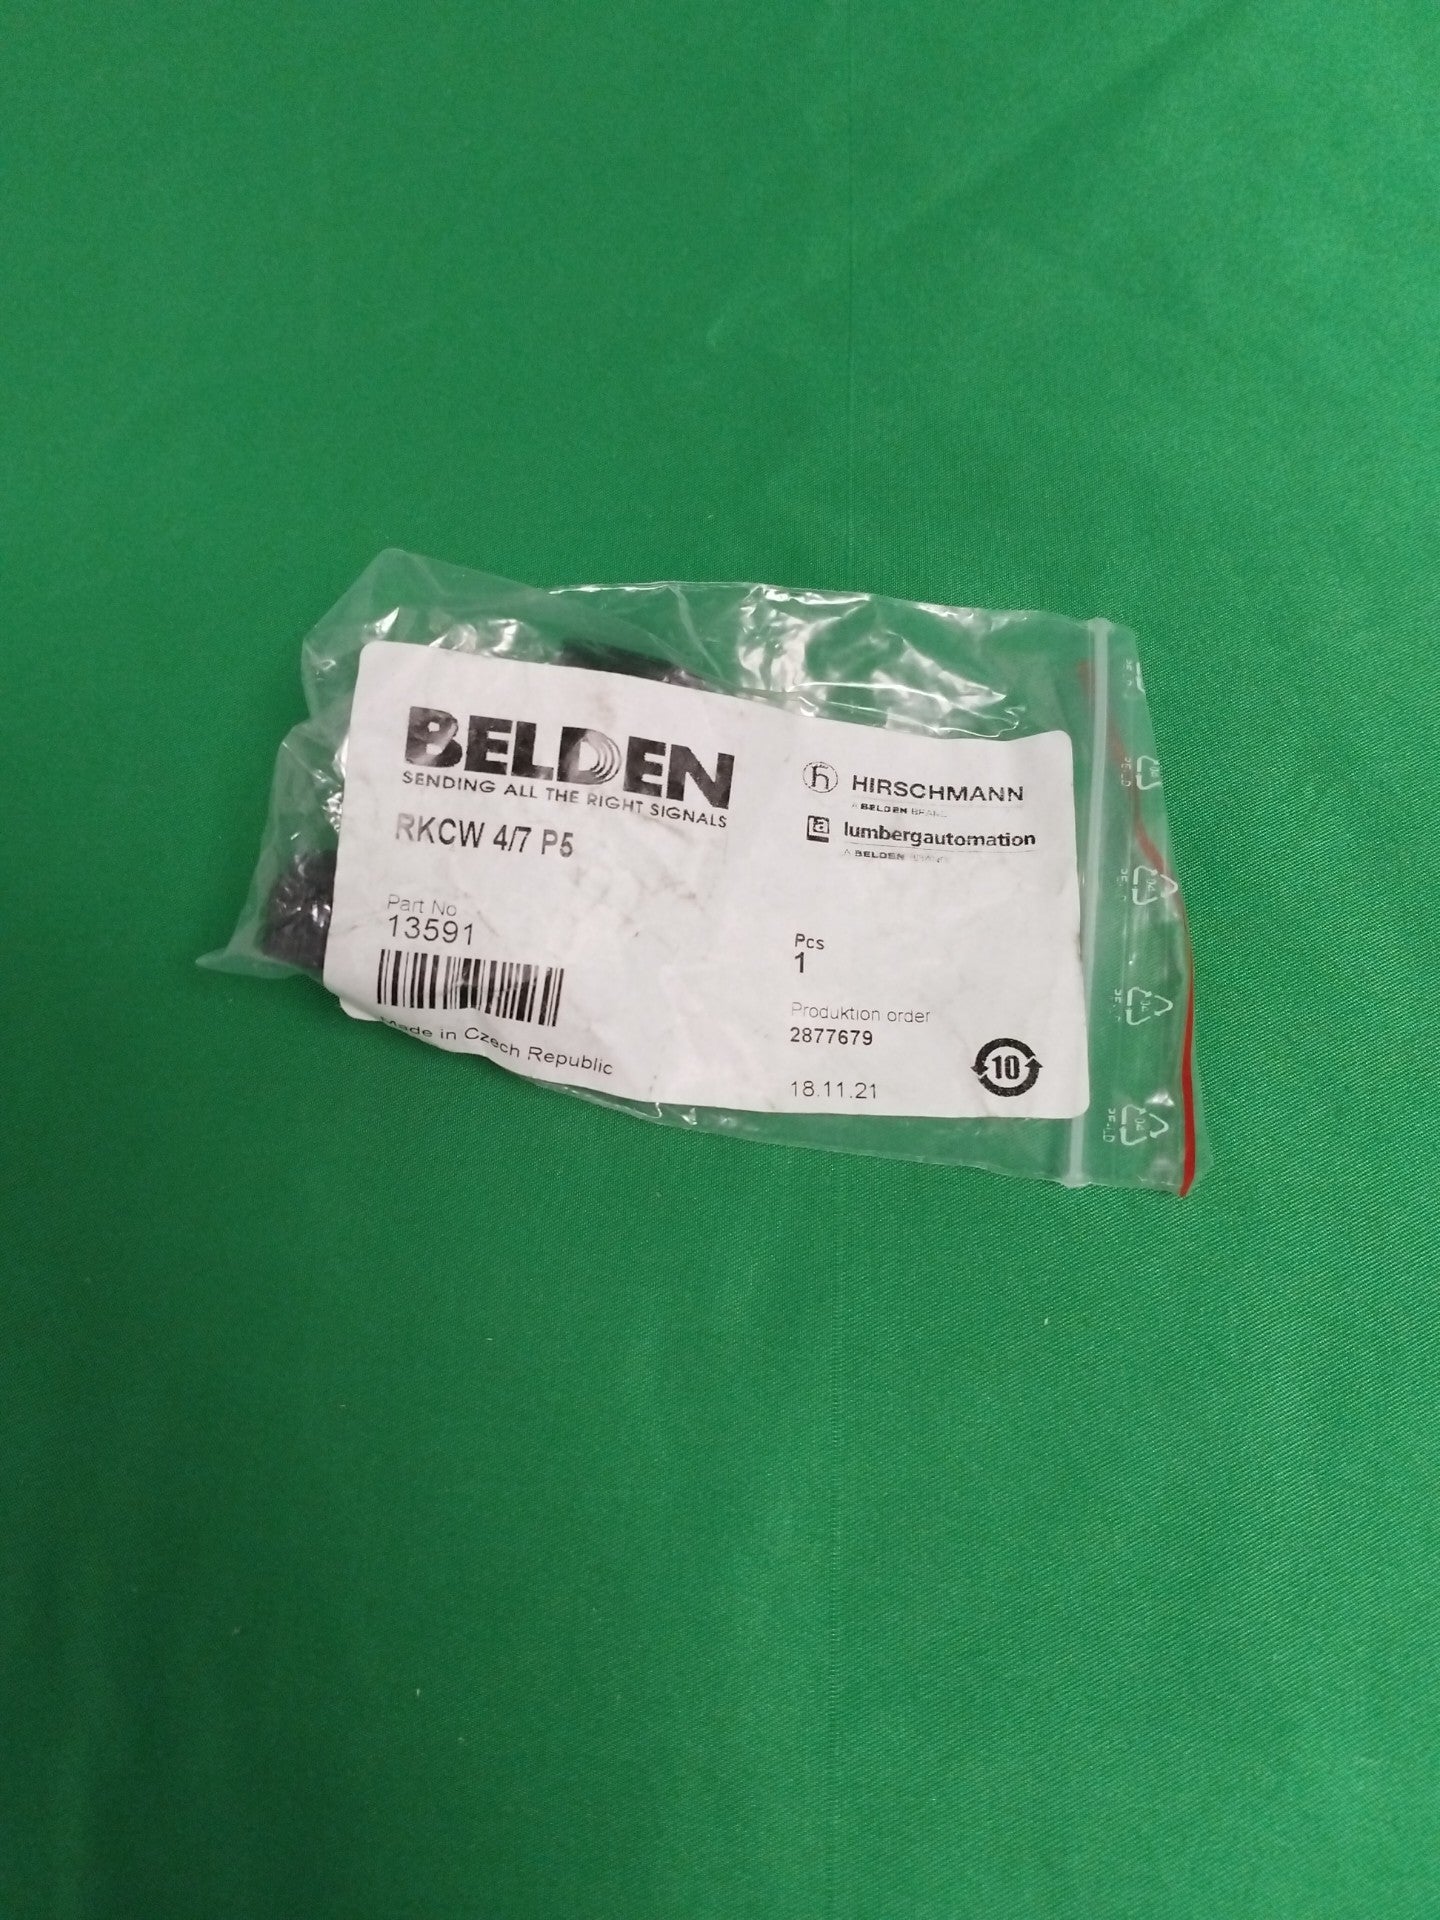 BELDEN
SENDING ALL THE RIGHT SIGNALS
RKCW 4/7 P5
Part No
13591
Made in Czech Republic
HIRSCHMANN
A BELDEN BRAND
lumbergautomation
A BELDEN BRAND
Pcs
1
Produktion order
2877679
18.11.21
10